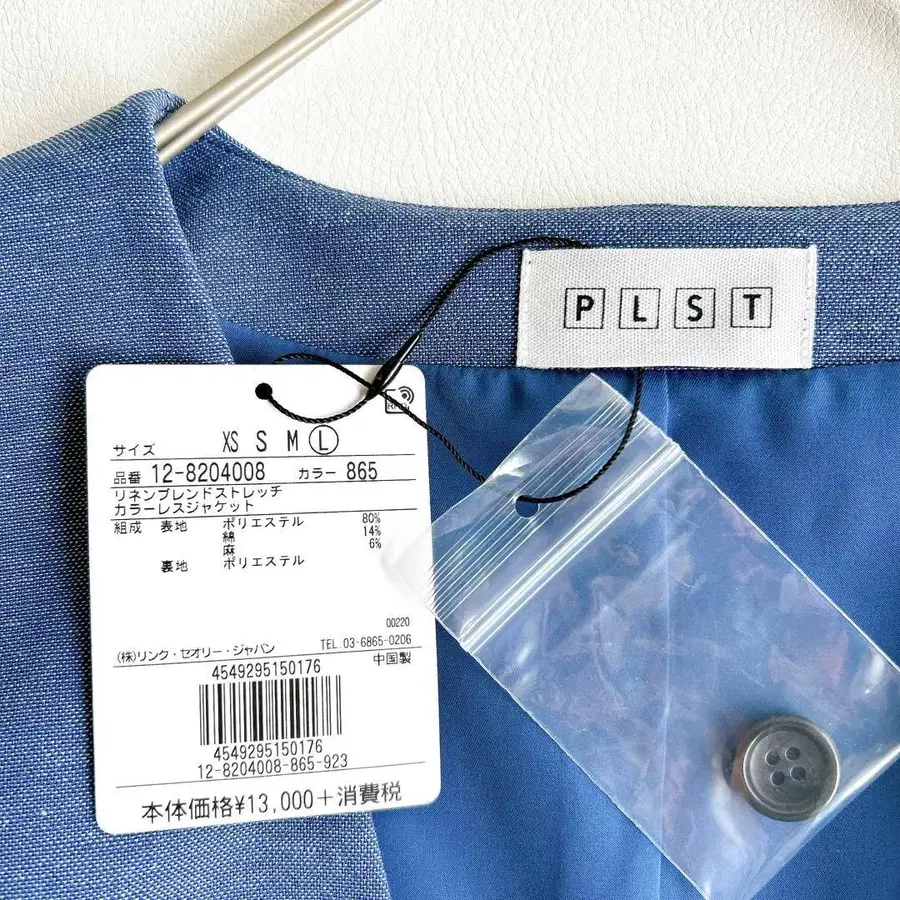 PLST
RFID
サイズ XS S M L
品番 12-8204008 カラー 865
リネンブレンドストレッチ
カラーレスジャケット
組成 表地 ポリエステル 80%
綿 14%
麻 6%
裏地 ポリエステル
00220
(株)リンク・セオリー・ジャパン TEL.03-6865-0206
中国製
4549295150176
4549295150176
12-8204008-865-923
本体価格¥13,000+消費税